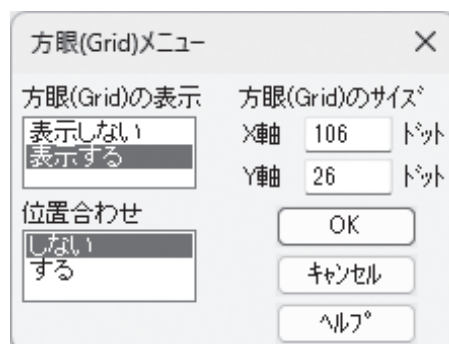 方眼(Grid)ﾒﾆｭｰ
方眼(Grid)の表示
表示しない
表示する
位置合わせ
しない
する
方眼(Grid)のｻｲｽﾞ
X軸 106 ﾄﾞｯﾄ
Y軸 26 ﾄﾞｯﾄ
OK
ｷｬﾝｾﾙ
ﾍﾙﾌﾟ